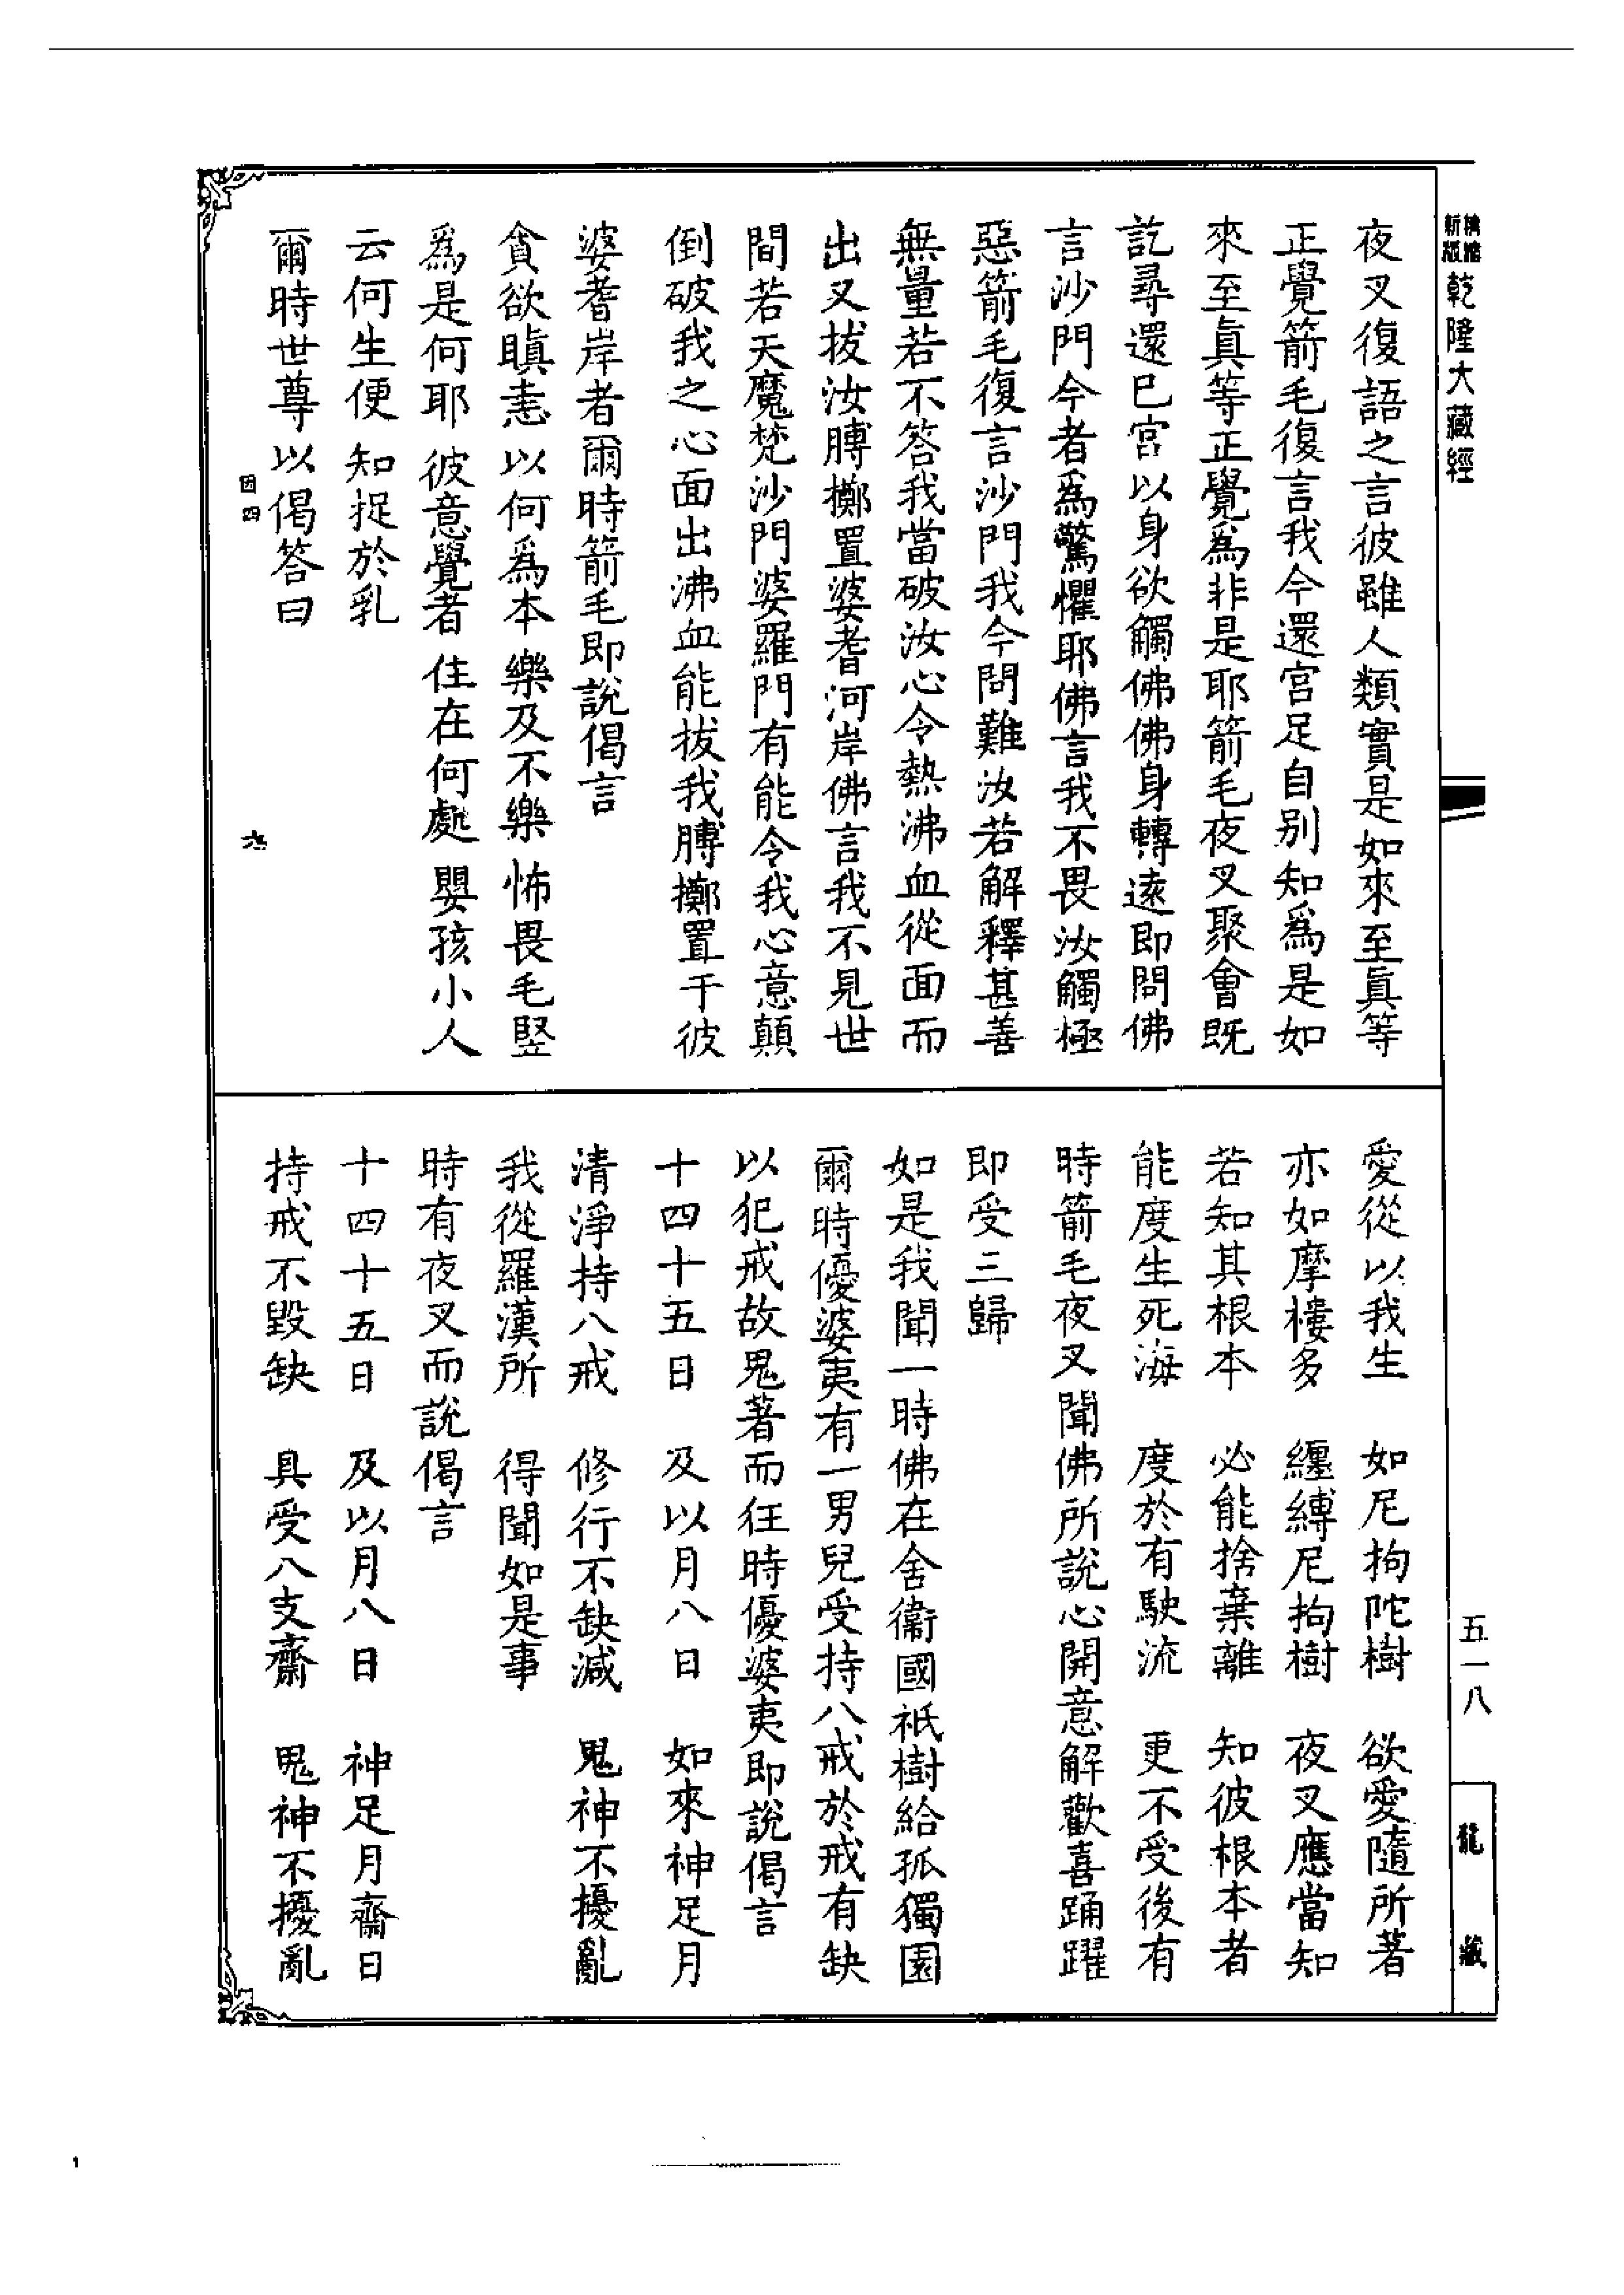 新版
精縮
乾隆大藏經
夜叉復語之言彼雖人類實是如來至眞等
正覺箭毛復言我今還宮足自別知爲是如
來至眞等正覺爲非是耶箭毛夜叉聚會既
訖尋還已宮以身欲觸佛佛身轉遠即問佛
言沙門今者爲驚懼耶佛言我不畏汝觸極
惡箭毛復言沙門我今問難汝若解釋甚善
無量若不答我當破汝心令熱沸血從面而
出又拔汝膊擲置婆耆河岸佛言我不見世
間若天魔梵沙門婆羅門有能令我心意顛
倒破我之心面出沸血能拔我膊擲置于彼
婆耆岸者爾時箭毛即說偈言
貪欲瞋恚 以何爲本 樂及不樂 怖畏毛竪
爲是何耶 彼意覺者 住在何處 嬰孩小人
云何生便 知捉於乳
爾時世尊以偈答曰
因四
六
愛從以我生 如尼拘陀樹 欲愛隨所著
亦如摩樓多 纏縛尼拘樹 夜叉應當知
若知其根本 必能捨棄離 知彼根本者
能度生死海 度於有駛流 更不受後有
時箭毛夜叉聞佛所說心開意解歡喜踊躍
即受三歸
如是我聞一時佛在舍衞國祇樹給孤獨園
爾時優婆夷有一男兒受持八戒於戒有缺
以犯戒故鬼著而狂時優婆夷即說偈言
十四十五日 及以月八日 如來神足月
清淨持八戒 修行不缺減 鬼神不擾亂
我從羅漢所 得聞如是事
時有夜叉而說偈言
十四十五日 及以月八日 神足月齋日
持戒不毀缺 具受八支齋 鬼神不擾亂
五一八
龍藏
1